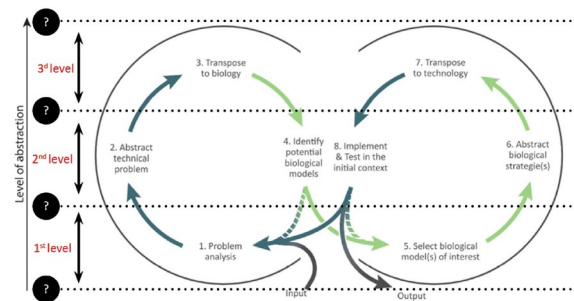 ?
3ᵈ level
?
2ⁿᵈ level
?
1ˢᵗ level
?
Level of abstraction
3. Transpose
to biology
7. Transpose
to technology
2. Abstract
technical
problem
4. Identify
potential
biological
models
8. Implement
& Test in the
initial context
6. Abstract
biological
strategie(s)
1. Problem
analysis
5. Select biological
model(s) of interest
Input
Output